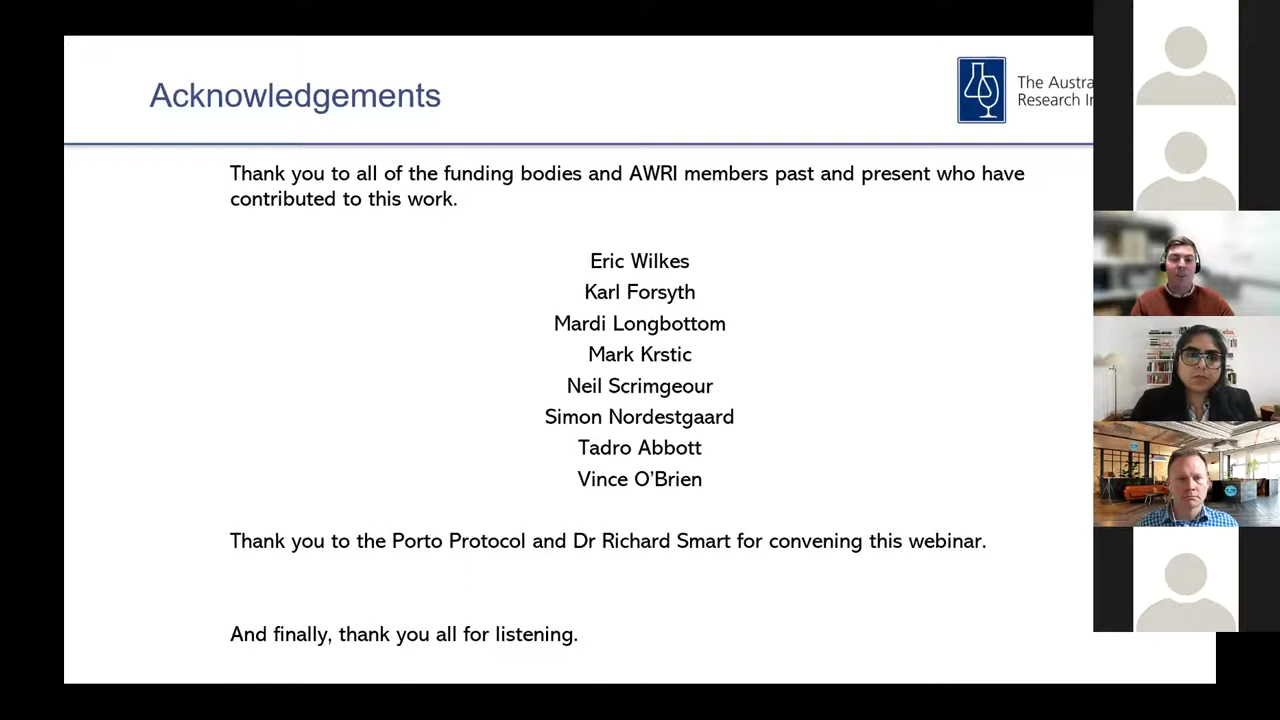 Acknowledgements
The Austra
Research In
Thank you to all of the funding bodies and AWRI members past and present who have
contributed to this work.
Eric Wilkes
Karl Forsyth
Mardi Longbottom
Mark Krstic
Neil Scrimgeour
Simon Nordestgaard
Tadro Abbott
Vince O’Brien
Thank you to the Porto Protocol and Dr Richard Smart for convening this webinar.
And finally, thank you all for listening.